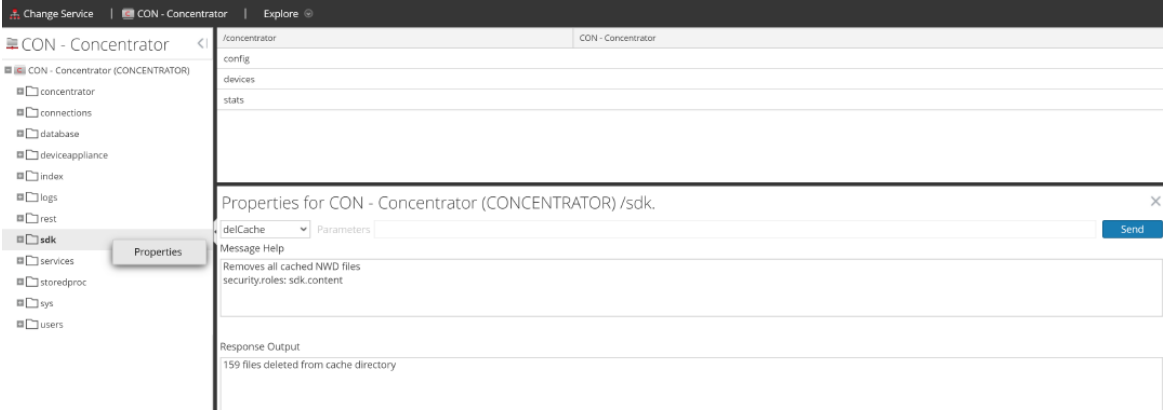 Change Service | CON - Concentrator | Explore
CON - Concentrator
CON - Concentrator (CONCENTRATOR)
concentrator
connections
database
deviceappliance
index
logs
rest
sdk
services
storedproc
sys
users
Properties
/concentrator CON - Concentrator
config
devices
stats
Properties for CON - Concentrator (CONCENTRATOR) /sdk.
delCache Parameters Send
Message Help
Removes all cached NWD files
security.roles: sdk.content
Response Output
159 files deleted from cache directory